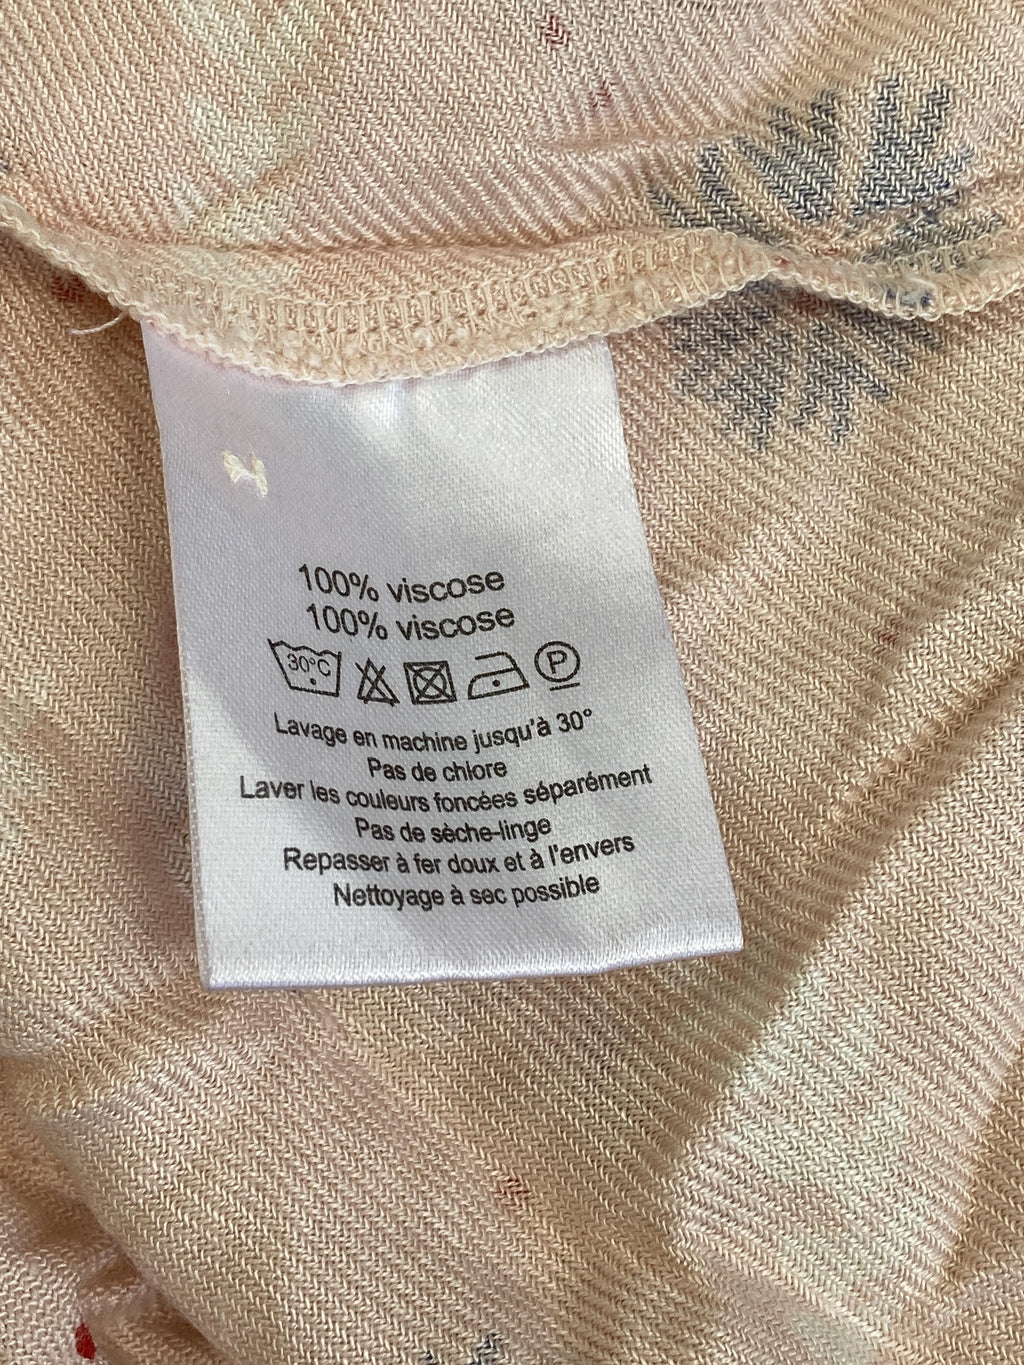 100% viscose
100% viscose
30°C P
Lavage en machine jusqu'à 30°
Pas de chlore
Laver les couleurs foncées séparément
Pas de sèche-linge
Repasser à fer doux et à l'envers
Nettoyage à sec possible